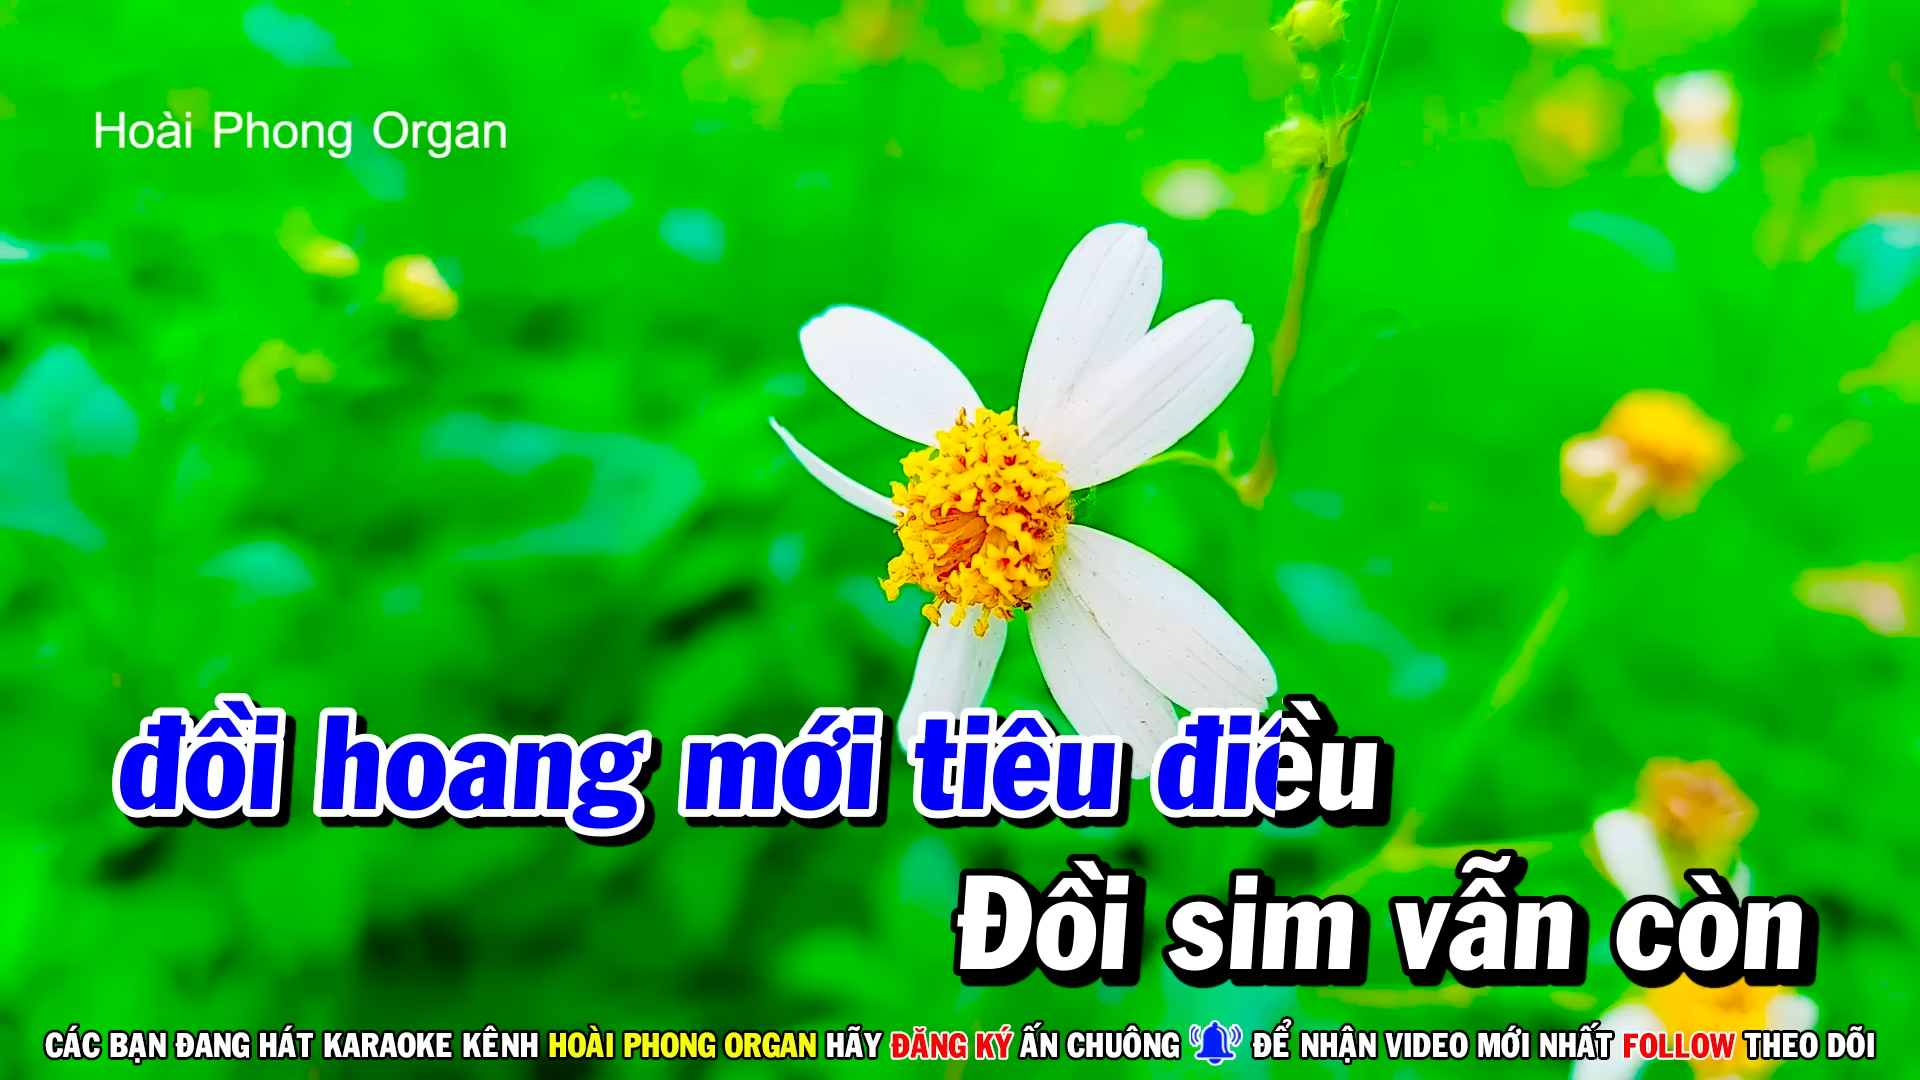 Hoài Phong Organ
đồi hoang mới tiêu điều
Đồi sim vẫn còn
CÁC BẠN ĐANG HÁT KARAOKE KÊNH HOÀI PHONG ORGAN HÃY ĐĂNG KÝ ẤN CHUÔNG ĐỂ NHẬN VIDEO MỚI NHẤT FOLLOW THEO DÕI